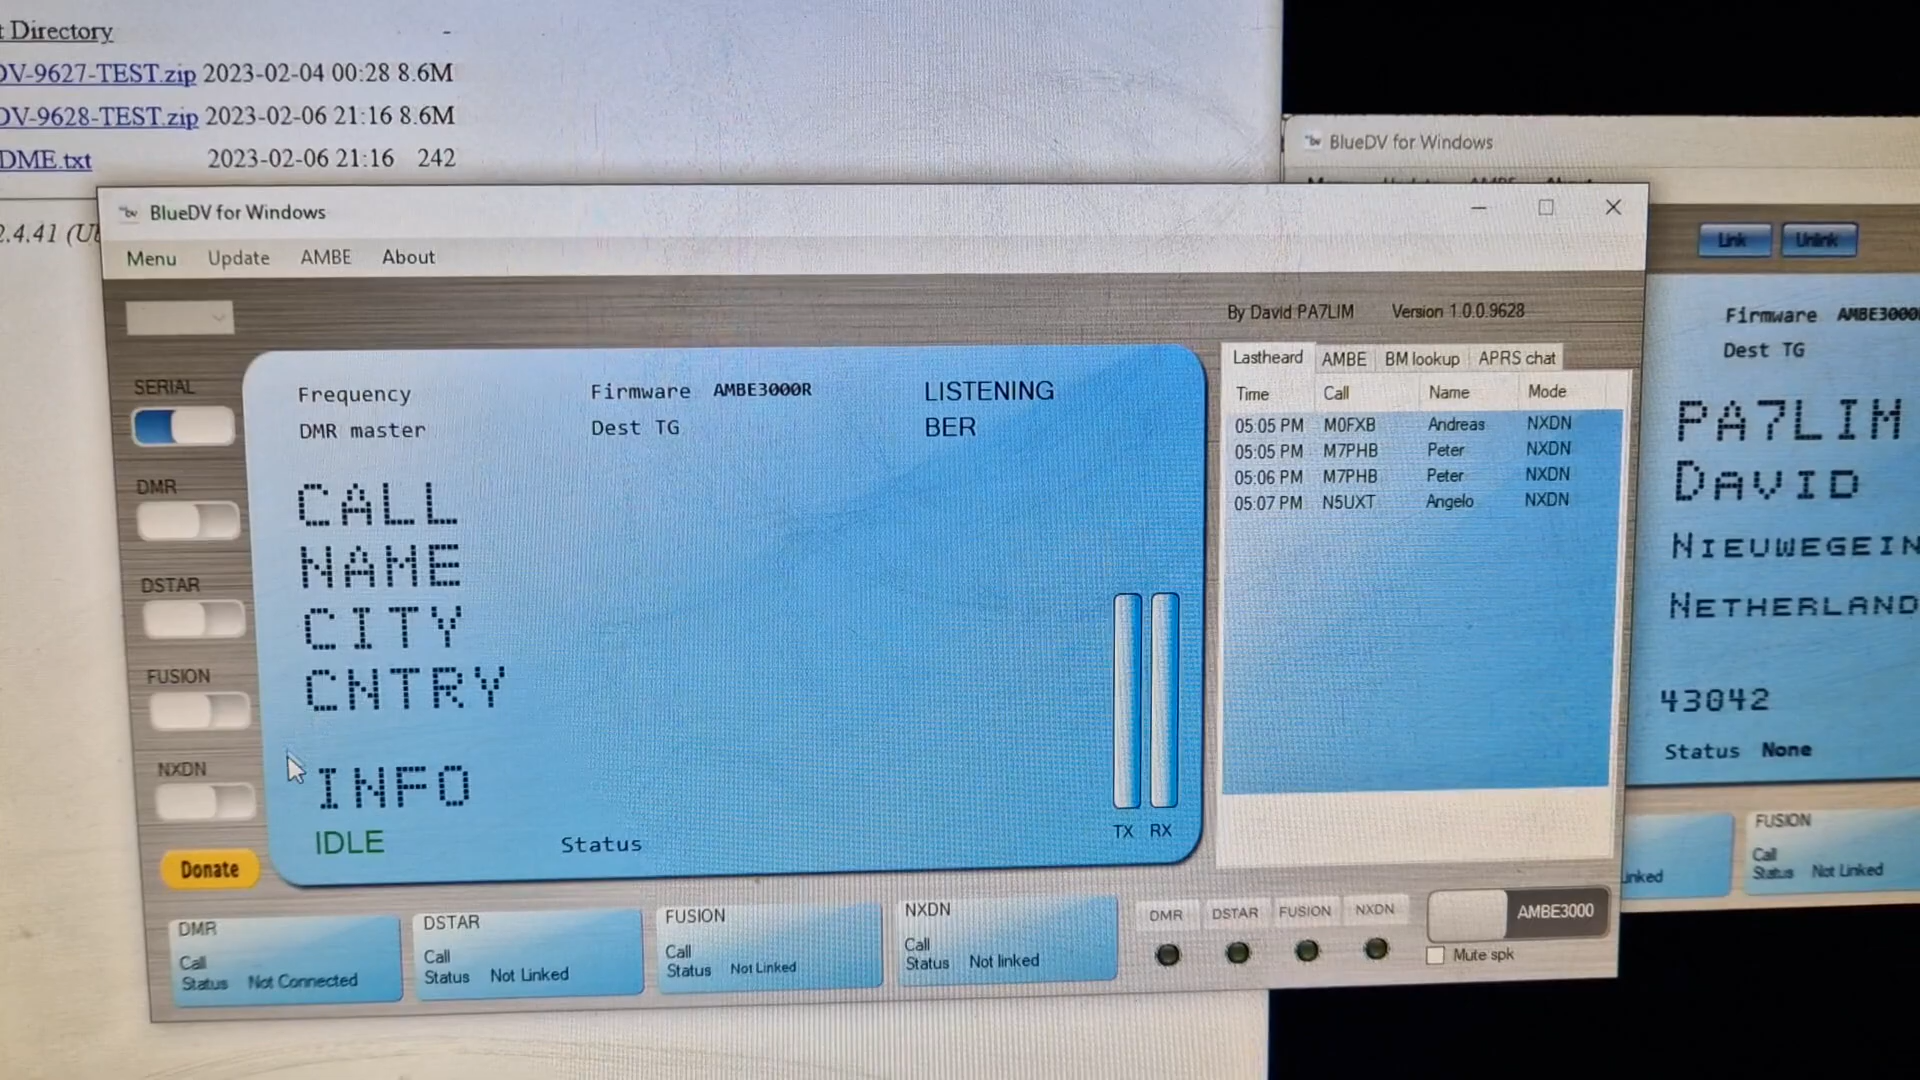 t Directory -
DV-9627-TEST.zip 2023-02-04 00:28 8.6M
DV-9628-TEST.zip 2023-02-06 21:16 8.6M
DME.txt 2023-02-06 21:16 242
2.4.41 (Ub
BlueDV for Windows
Link Unlink
Firmware AMBE3000
Dest TG
PA7LIM
DAVID
NIEUWEGEIN
NETHERLAND
43042
Status None
inked
FUSION
Call
Status Not Linked
BlueDV for Windows
Menu Update AMBE About
By David PA7LIM Version 1.0.0.9628
SERIAL
DMR
DSTAR
FUSION
NXDN
Donate
Frequency Firmware AMBE3000R LISTENING
DMR master Dest TG BER
CALL
NAME
CITY
CNTRY
INFO
IDLE Status
TX RX
Lastheard AMBE BM lookup APRS chat
Time Call Name Mode
05:05 PM M0FXB Andreas NXDN
05:05 PM M7PHB Peter NXDN
05:06 PM M7PHB Peter NXDN
05:07 PM N5UXT Angelo NXDN
DMR
Call
Status Not Connected
DSTAR
Call
Status Not Linked
FUSION
Call
Status Not Linked
NXDN
Call
Status Not linked
DMR DSTAR FUSION NXDN
AMBE3000
Mute spk